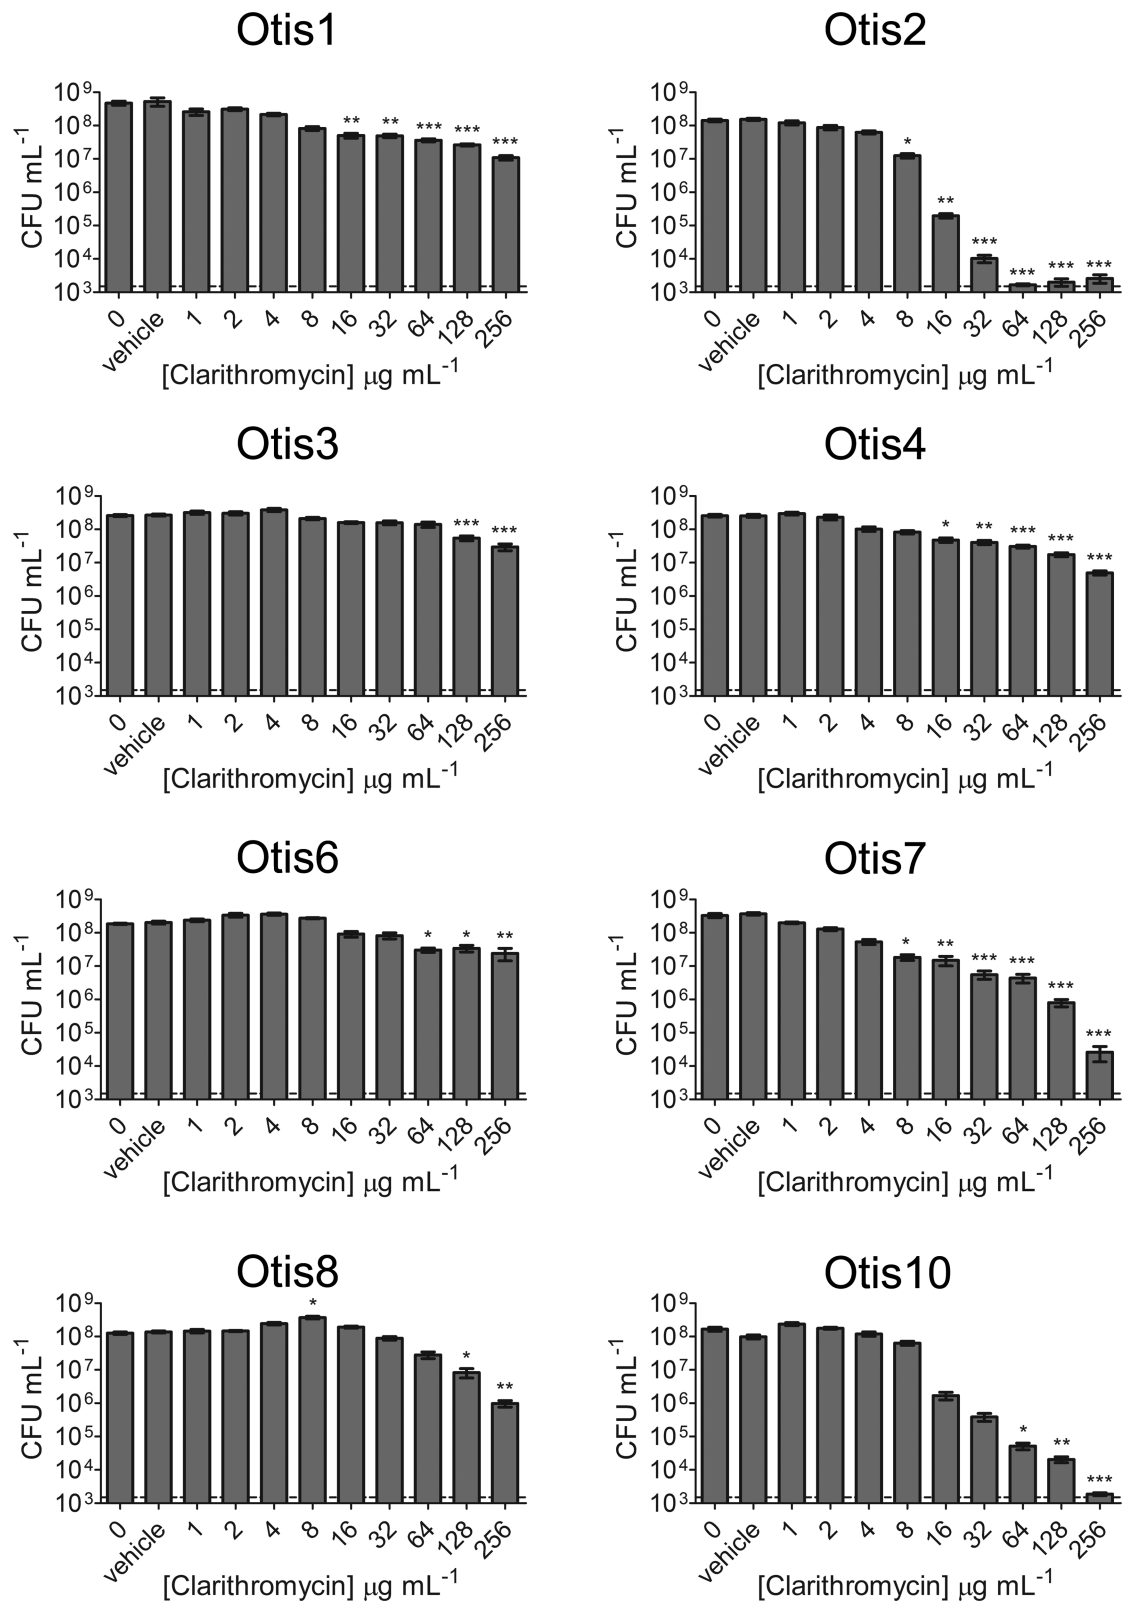 Otis1
CFU mL⁻¹
10⁹
10⁸
10⁷
10⁶
10⁵
10⁴
10³
** ** *** *** ***
0 vehicle 1 2 4 8 16 32 64 128 256
[Clarithromycin] μg mL⁻¹
Otis2
CFU mL⁻¹
10⁹
10⁸
10⁷
10⁶
10⁵
10⁴
10³
* ** *** *** *** ***
0 vehicle 1 2 4 8 16 32 64 128 256
[Clarithromycin] μg mL⁻¹
Otis3
CFU mL⁻¹
10⁹
10⁸
10⁷
10⁶
10⁵
10⁴
10³
*** ***
0 vehicle 1 2 4 8 16 32 64 128 256
[Clarithromycin] μg mL⁻¹
Otis4
CFU mL⁻¹
10⁹
10⁸
10⁷
10⁶
10⁵
10⁴
10³
* ** *** *** ***
0 vehicle 1 2 4 8 16 32 64 128 256
[Clarithromycin] μg mL⁻¹
Otis6
CFU mL⁻¹
10⁹
10⁸
10⁷
10⁶
10⁵
10⁴
10³
* * **
0 vehicle 1 2 4 8 16 32 64 128 256
[Clarithromycin] μg mL⁻¹
Otis7
CFU mL⁻¹
10⁹
10⁸
10⁷
10⁶
10⁵
10⁴
10³
* ** *** *** *** ***
0 vehicle 1 2 4 8 16 32 64 128 256
[Clarithromycin] μg mL⁻¹
Otis8
CFU mL⁻¹
10⁹
10⁸
10⁷
10⁶
10⁵
10⁴
10³
* * **
0 vehicle 1 2 4 8 16 32 64 128 256
[Clarithromycin] μg mL⁻¹
Otis10
CFU mL⁻¹
10⁹
10⁸
10⁷
10⁶
10⁵
10⁴
10³
* ** ***
0 vehicle 1 2 4 8 16 32 64 128 256
[Clarithromycin] μg mL⁻¹